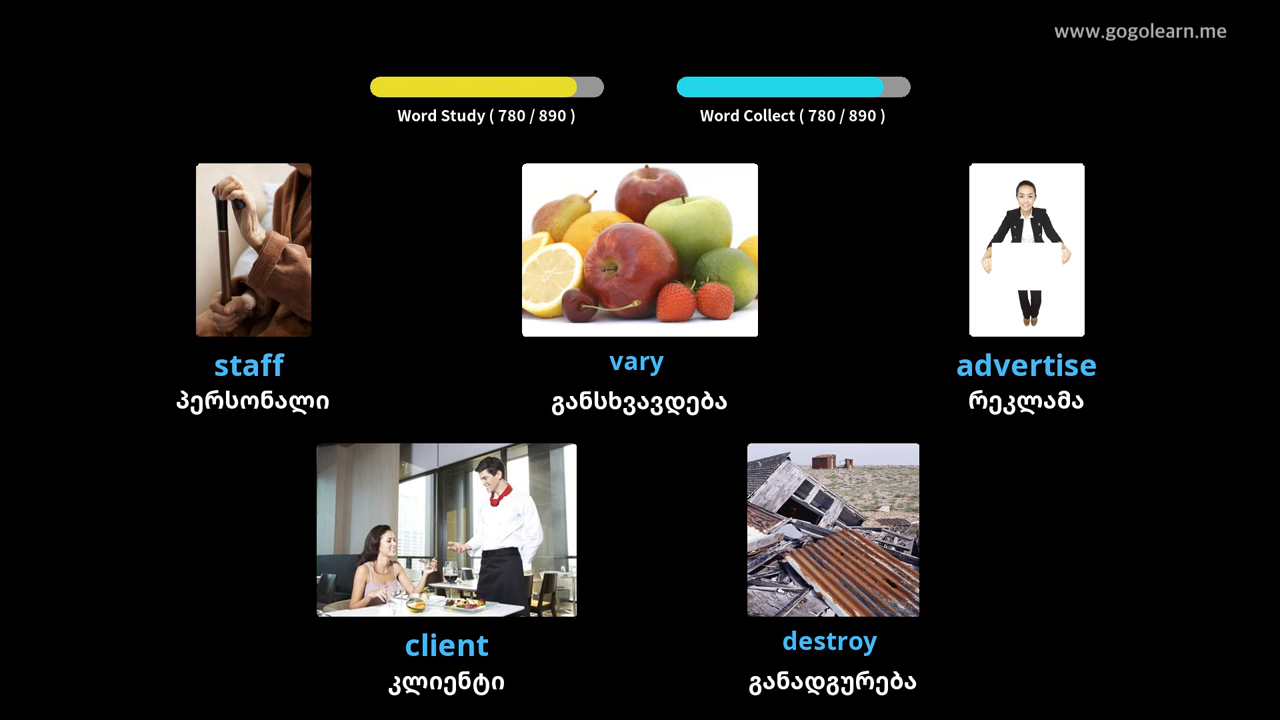 www.gogolearn.me
Word Study ( 780 / 890 )
Word Collect ( 780 / 890 )
staff
პერსონალი
vary
განსხვავდება
advertise
რეკლამა
client
კლიენტი
destroy
განადგურება